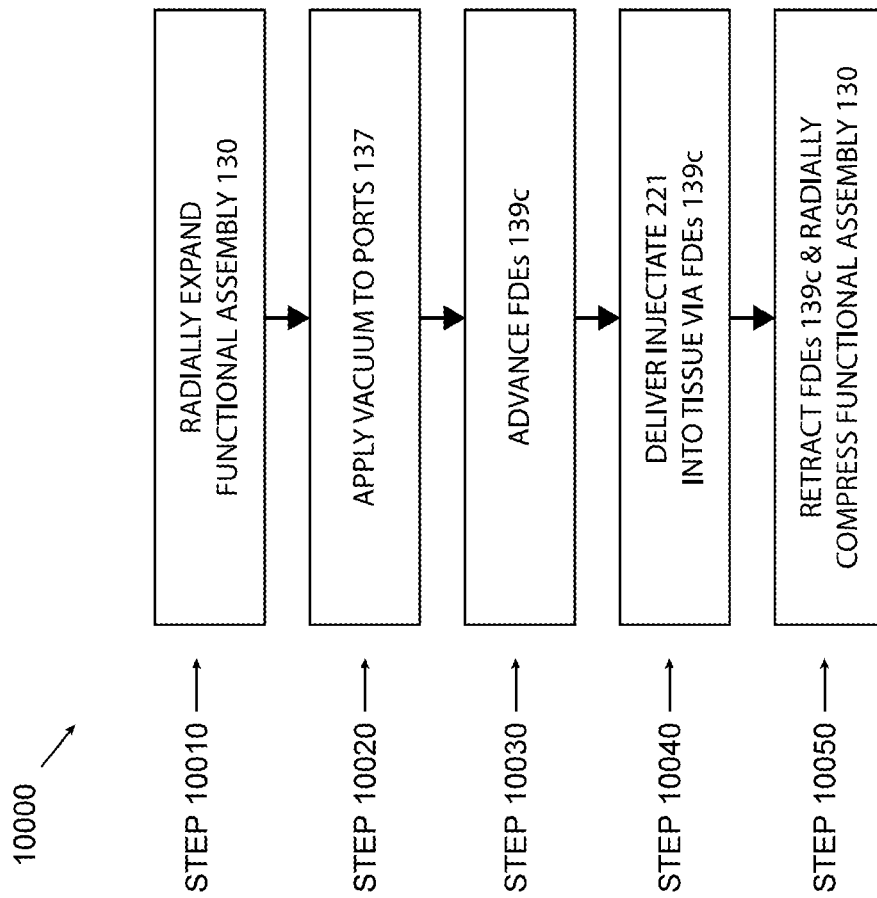 10000
STEP 10010
RADIALLY EXPAND
FUNCTIONAL ASSEMBLY 130
STEP 10020
APPLY VACUUM TO PORTS 137
STEP 10030
ADVANCE FDEs 139c
STEP 10040
DELIVER INJECTATE 221
INTO TISSUE VIA FDEs 139c
STEP 10050
RETRACT FDEs 139c & RADIALLY
COMPRESS FUNCTIONAL ASSEMBLY 130